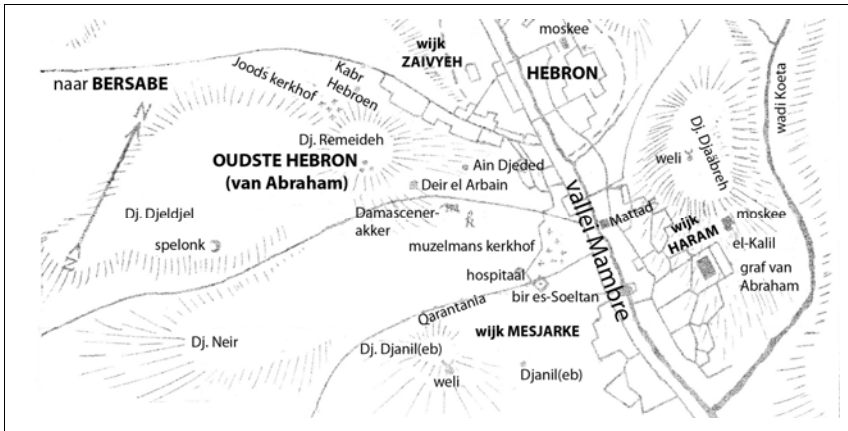 moskee
wijk
ZAIVYEH
HEBRON
naar BERSABE
Joods kerkhof
Kabr
Hebroen
wadi Koeta
Dj. Djaäbreh
N
Dj. Remeideh
OUDSTE HEBRON
(van Abraham)
weli
Ain Djeded
Deir el Arbain
vallei Mambre
Dj. Djeldjel
Damascener-
akker
Mattad
moskee
wijk
HARAM
el-Kalil
spelonk
muzelmans kerkhof
graf van
Abraham
hospitaal
bir es-Soeltan
Qarantanla
wijk MESJARKE
Dj. Neir
Dj. Djanil(eb)
weli
Djanil(eb)